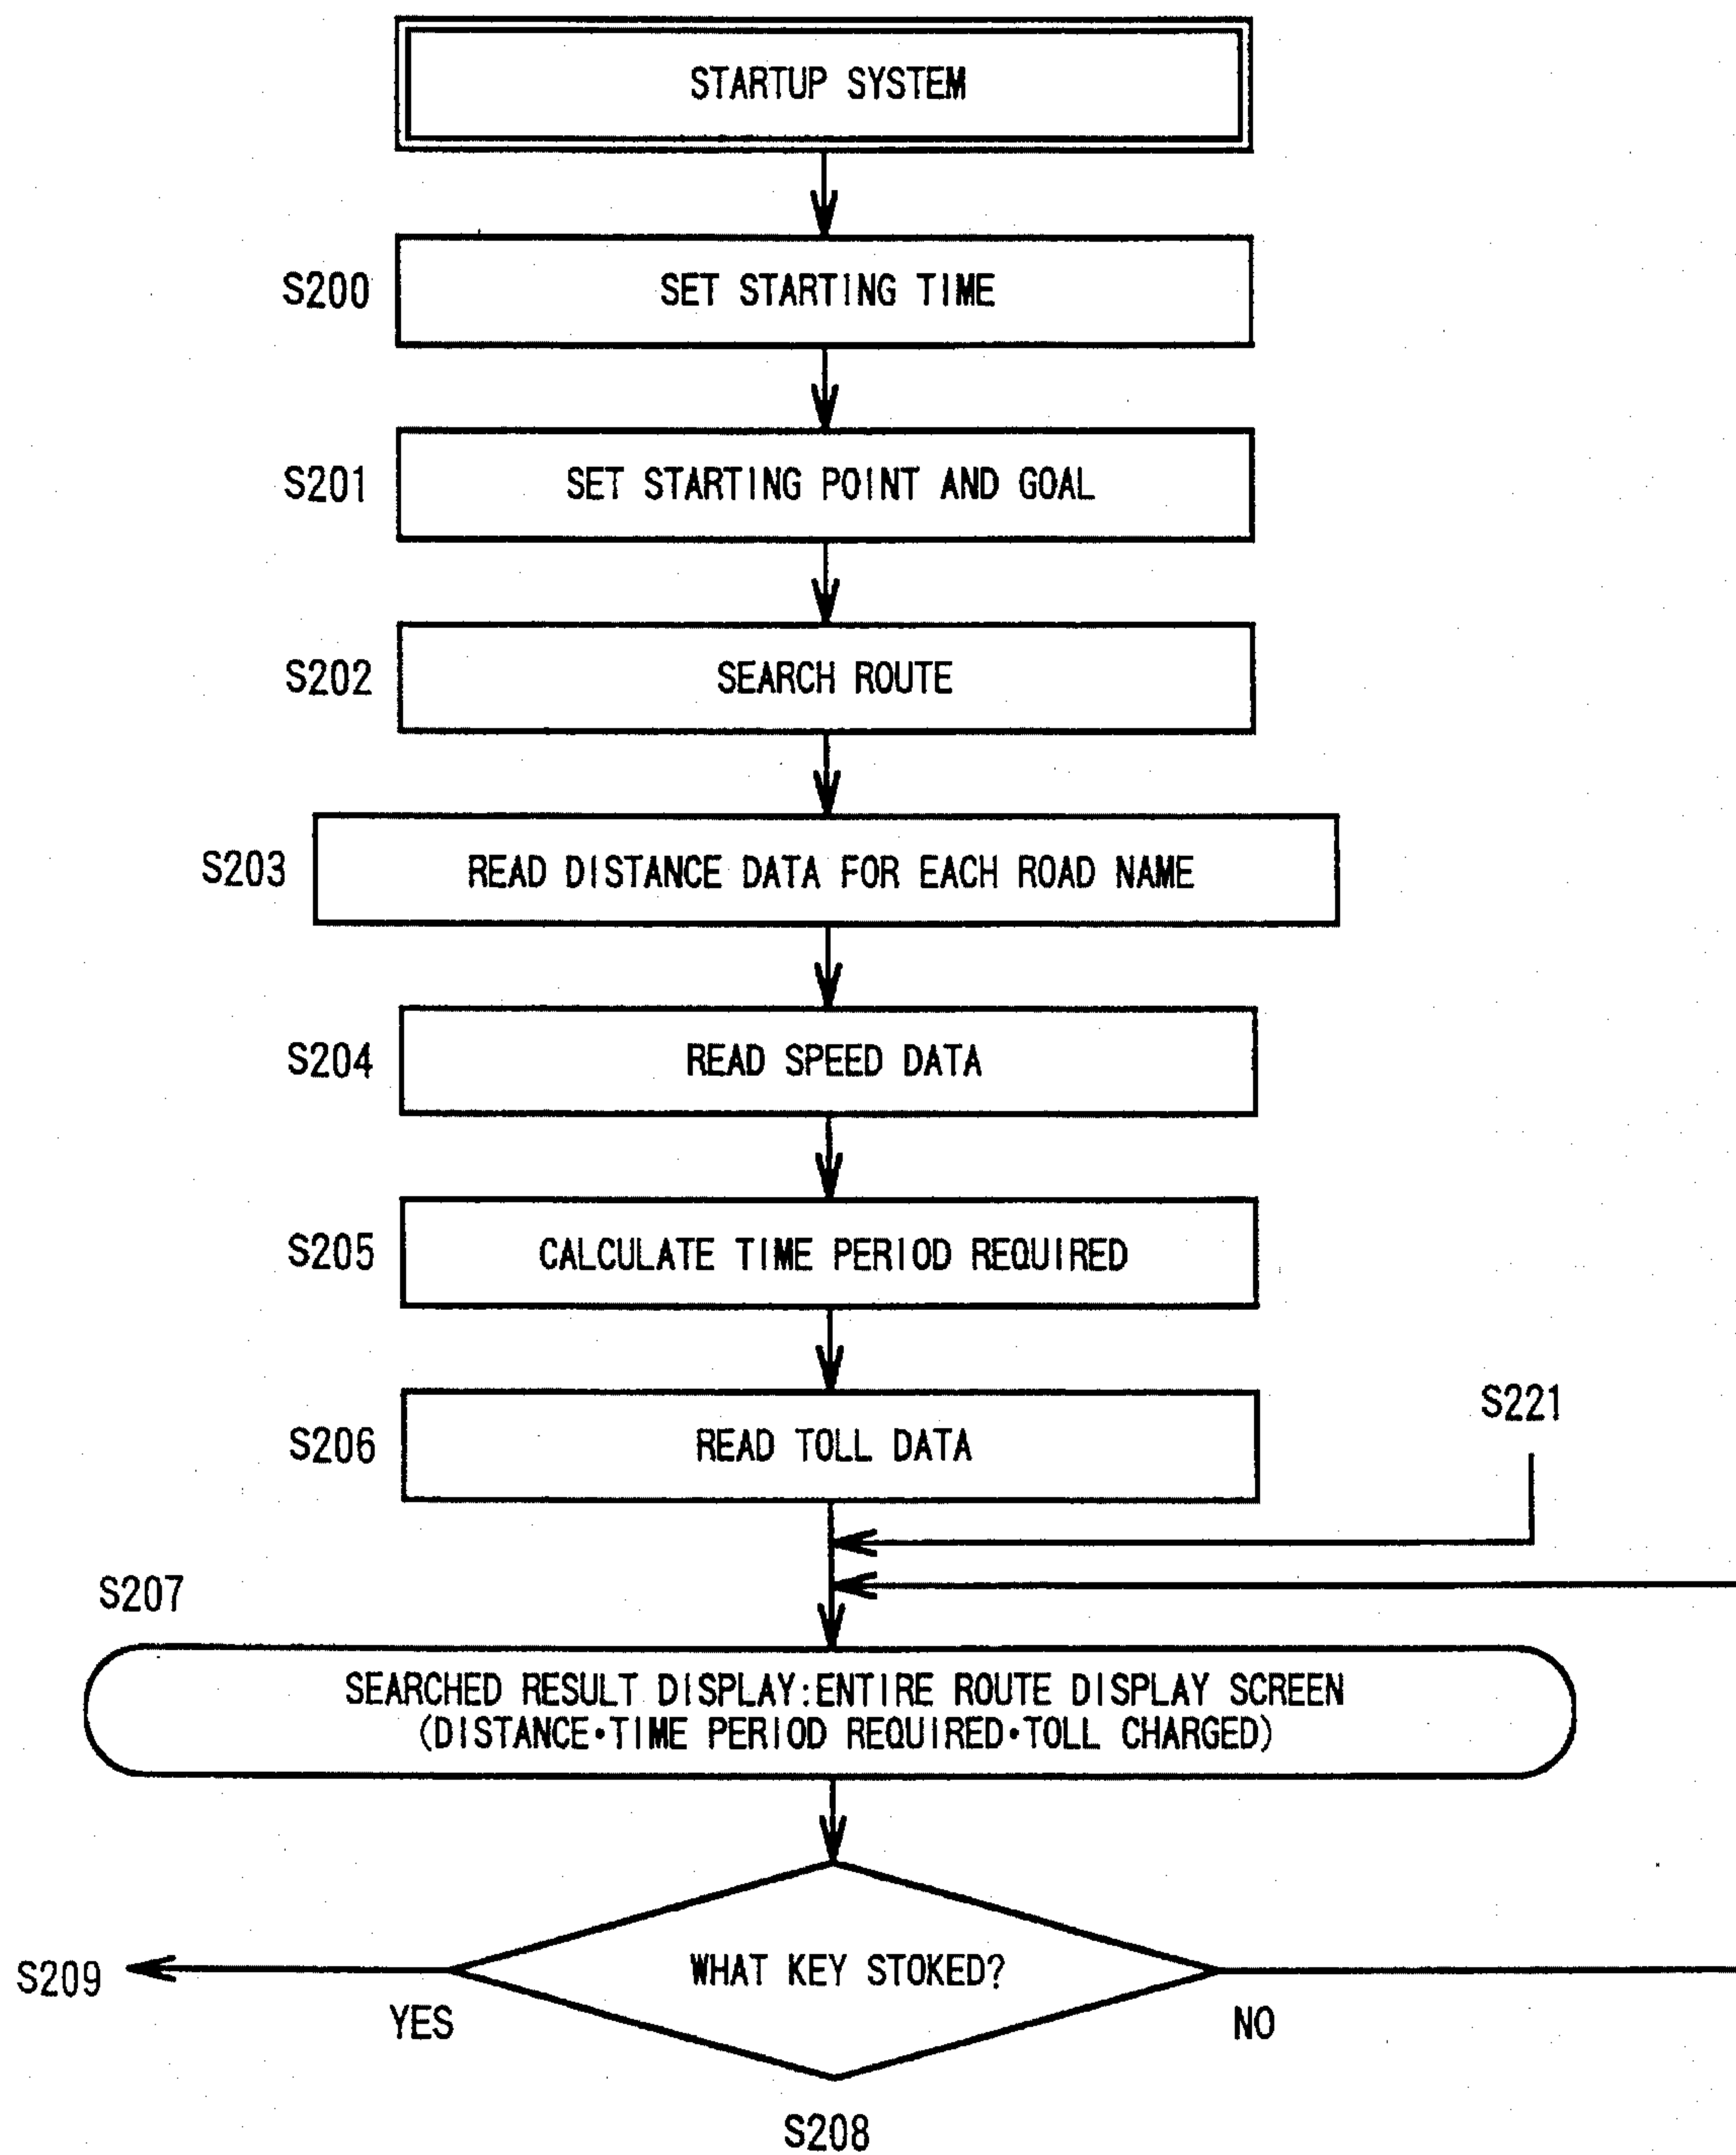 STARTUP SYSTEM
S200
SET STARTING TIME
S201
SET STARTING POINT AND GOAL
S202
SEARCH ROUTE
S203
READ DISTANCE DATA FOR EACH ROAD NAME
S204
READ SPEED DATA
S205
CALCULATE TIME PERIOD REQUIRED
S206
READ TOLL DATA
S221
S207
SEARCHED RESULT DISPLAY:ENTIRE ROUTE DISPLAY SCREEN
(DISTANCE•TIME PERIOD REQUIRED•TOLL CHARGED)
S209
WHAT KEY STOKED?
YES
NO
S208